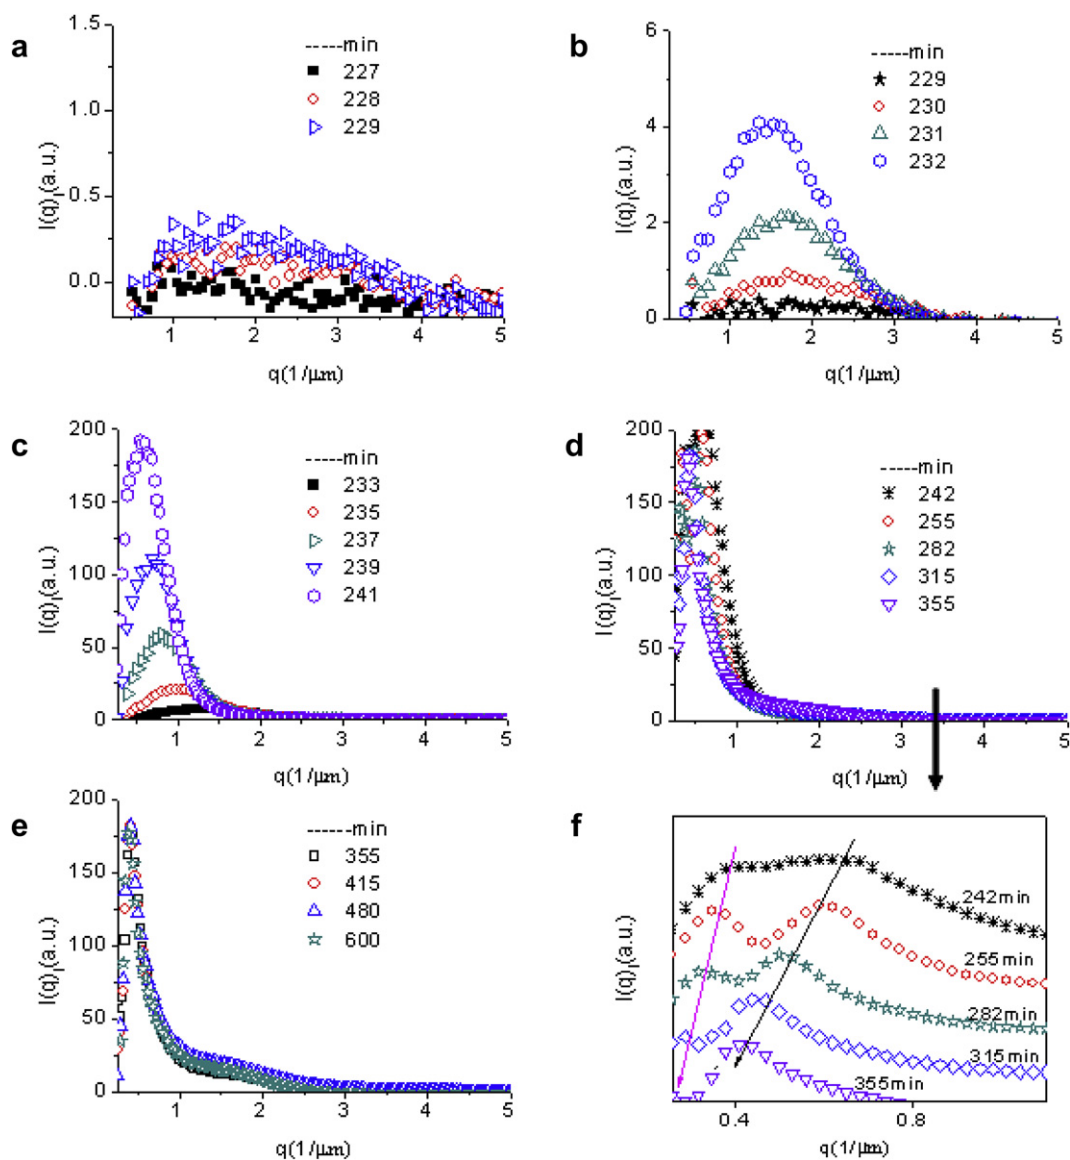 a
1.5
1.0
0.5
0.0
I(q)ⱼ(a.u.)
-----min
227
228
229
1 2 3 4 5
q(1/μm)
b
6
4
2
0
I(q)ⱼ(a.u.)
-----min
229
230
231
232
1 2 3 4 5
q(1/μm)
c
200
150
100
50
0
I(q)ⱼ(a.u.)
-----min
233
235
237
239
241
1 2 3 4 5
q(1/μm)
d
200
150
100
50
0
I(q)ⱼ(a.u.)
-----min
242
255
282
315
355
1 2 3 4 5
q(1/μm)
e
200
150
100
50
0
I(q)ⱼ(a.u.)
-----min
355
415
480
600
1 2 3 4 5
q(1/μm)
f
I(q)ⱼ(a.u.)
242min
255min
282min
315min
355min
0.4 0.8
q(1/μm)